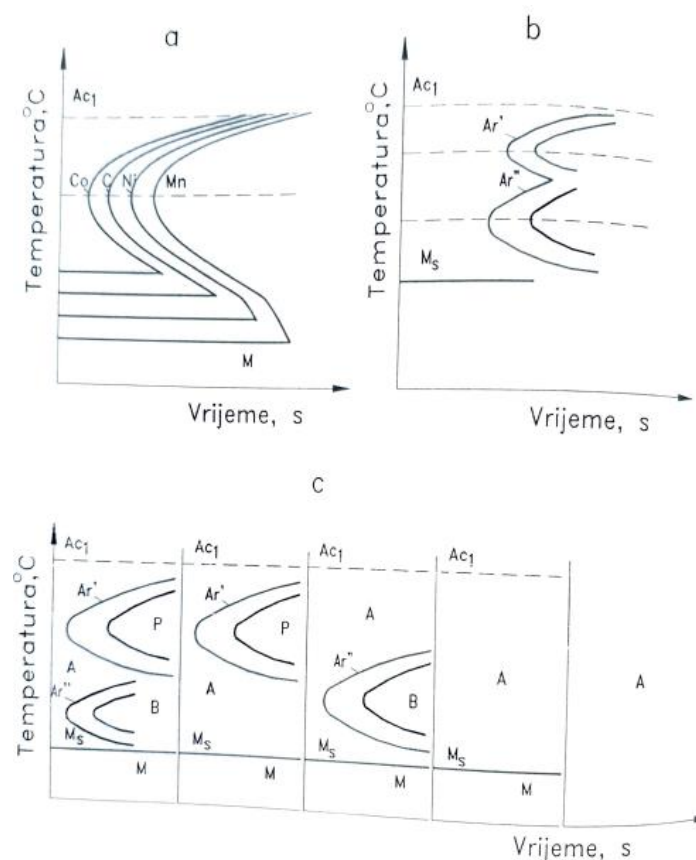 a
b
Temperatura,°C
Ac₁
Co C Ni Mn
M
Vrijeme, s
Temperatura,°C
Ac₁
Ar'
Ar"
Mₛ
Vrijeme, s
c
Temperatura,°C
Ac₁
Ar'
P
A
Ar"
B
Mₛ
M
Ac₁
Ar'
P
A
Mₛ
M
Ac₁
A
Ar"
B
Mₛ
M
Ac₁
A
Mₛ
M
A
Vrijeme, s